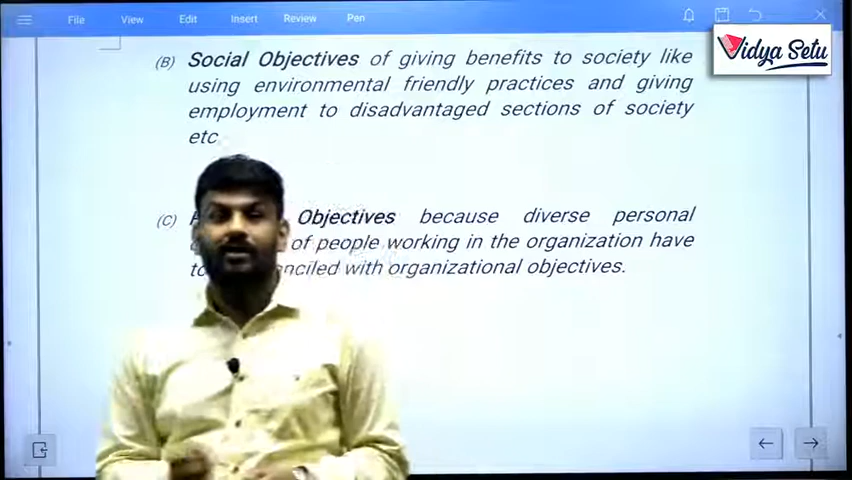 File View Edit Insert Review Pen
Vidya Setu
(B) Social Objectives of giving benefits to society like
using environmental friendly practices and giving
employment to disadvantaged sections of society
etc.
(C) Objectives because diverse personal
of people working in the organization have
to with organizational objectives.